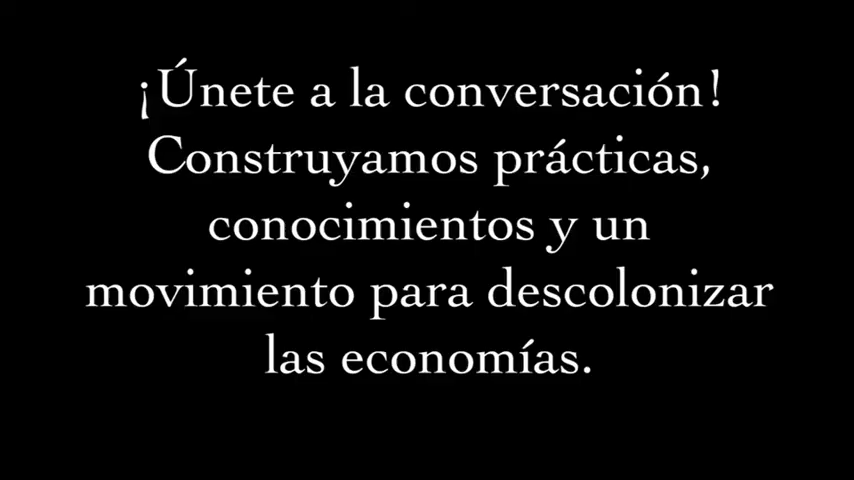 ¡Únete a la conversación!
Construyamos prácticas,
conocimientos y un
movimiento para descolonizar
las economías.